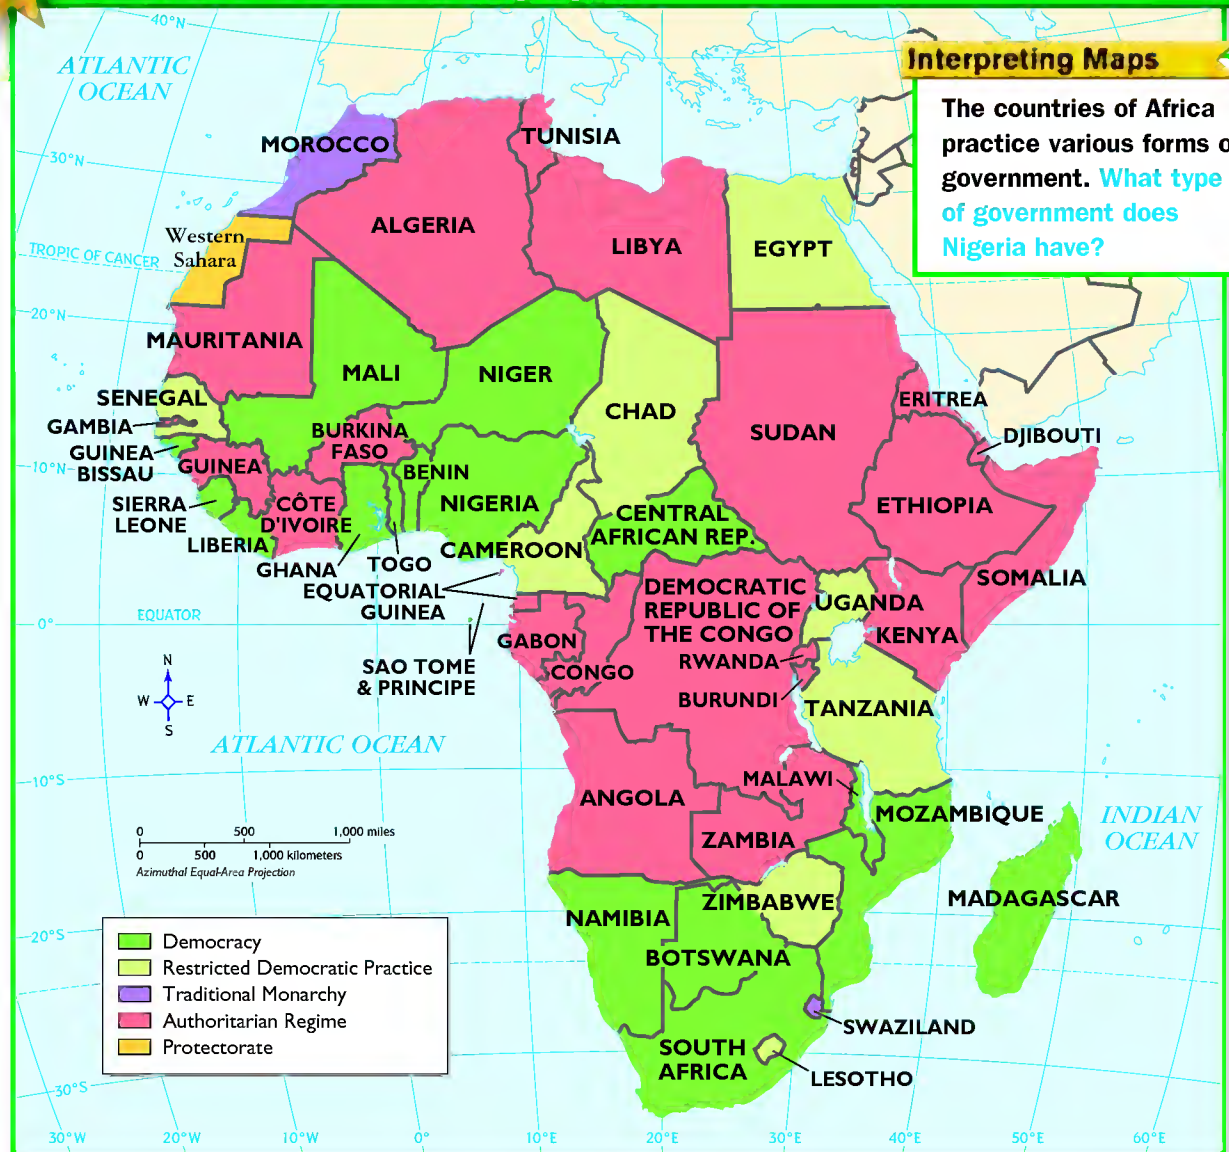 40°N
ATLANTIC
OCEAN
Interpreting Maps
The countries of Africa
practice various forms o
government. What type
of government does
Nigeria have?
MOROCCO
TUNISIA
30°N
ALGERIA
LIBYA
EGYPT
Western
Sahara
TROPIC OF CANCER
20°N
MAURITANIA
MALI
NIGER
CHAD
SUDAN
ERITREA
SENEGAL
GAMBIA
BURKINA
FASO
DJIBOUTI
GUINEA
BISSAU
GUINEA
10°N
BENIN
NIGERIA
SIERRA
LEONE
CÔTE
D'IVOIRE
CENTRAL
AFRICAN REP.
ETHIOPIA
LIBERIA
GHANA
TOGO
CAMEROON
SOMALIA
EQUATORIAL
GUINEA
DEMOCRATIC
REPUBLIC OF
THE CONGO
UGANDA
KENYA
EQUATOR
0°
GABON
CONGO
SAO TOME
& PRINCIPE
RWANDA
BURUNDI
TANZANIA
N
W
E
S
ATLANTIC OCEAN
10°S
ANGOLA
MALAWI
ZAMBIA
MOZAMBIQUE
INDIAN
OCEAN
0 500 1,000 miles
0 500 1,000 kilometers
Azimuthal Equal-Area Projection
MADAGASCAR
NAMIBIA
ZIMBABWE
BOTSWANA
20°S
Democracy
Restricted Democratic Practice
Traditional Monarchy
Authoritarian Regime
Protectorate
SWAZILAND
SOUTH
AFRICA
LESOTHO
30°S
30°W 20°W 10°W 0° 10°E 20°E 30°E 40°E 50°E 60°E